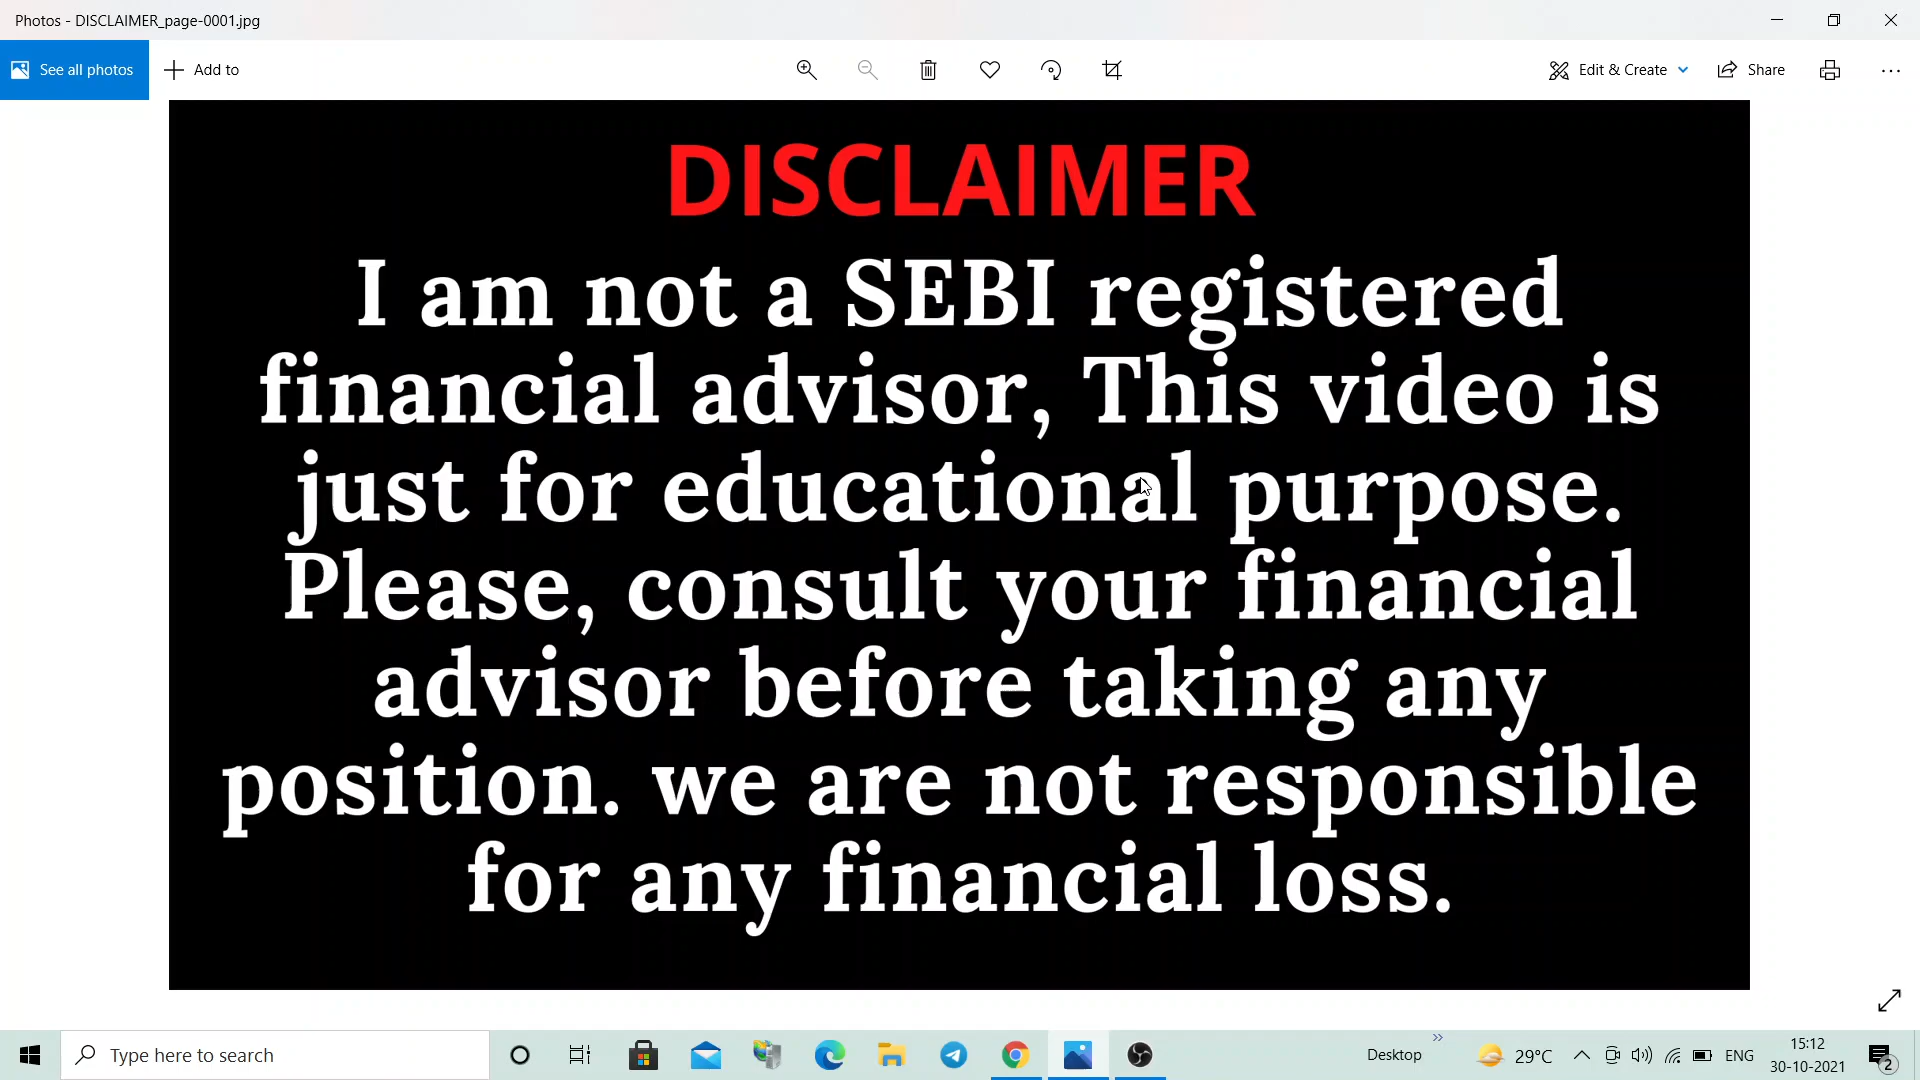 Photos - DISCLAIMER_page-0001.jpg
See all photos
Add to
Edit & Create
Share
DISCLAIMER
I am not a SEBI registered
financial advisor, This video is
just for educational purpose.
Please, consult your financial
advisor before taking any
position. we are not responsible
for any financial loss.
Type here to search
Desktop
29°C
ENG
15:12
30-10-2021
2